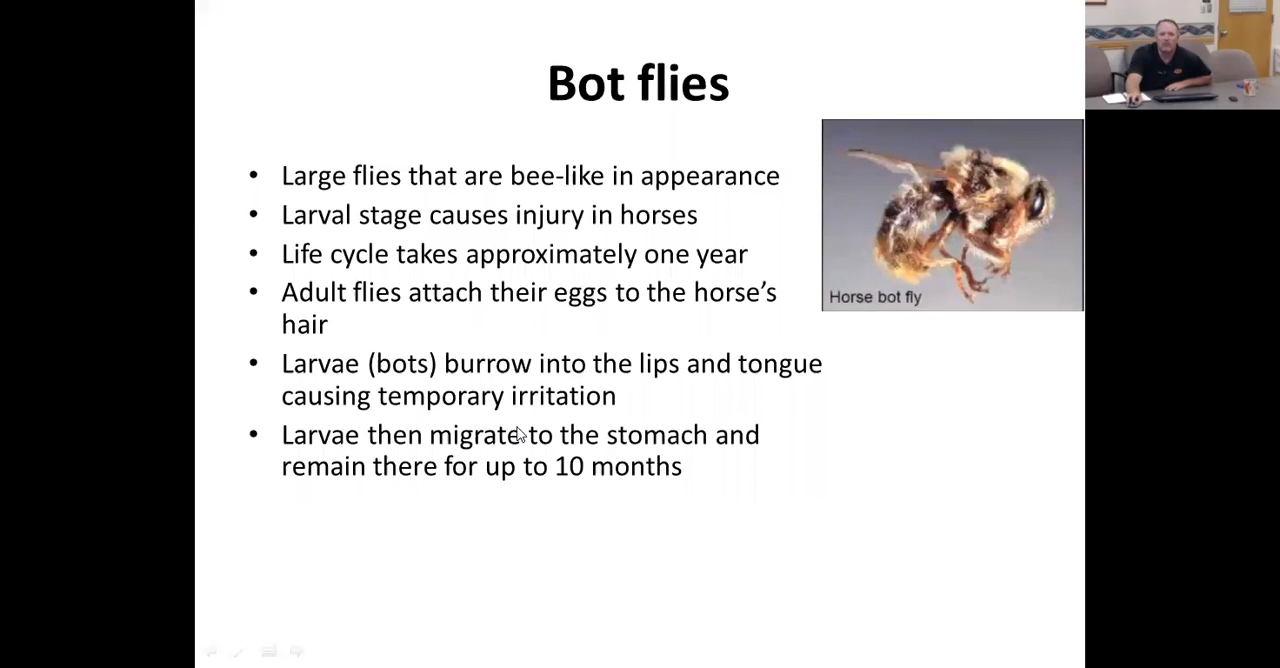 Bot flies
• Large flies that are bee-like in appearance
• Larval stage causes injury in horses
• Life cycle takes approximately one year
• Adult flies attach their eggs to the horse’s
hair
• Larvae (bots) burrow into the lips and tongue
causing temporary irritation
• Larvae then migrate to the stomach and
remain there for up to 10 months
Horse bot fly